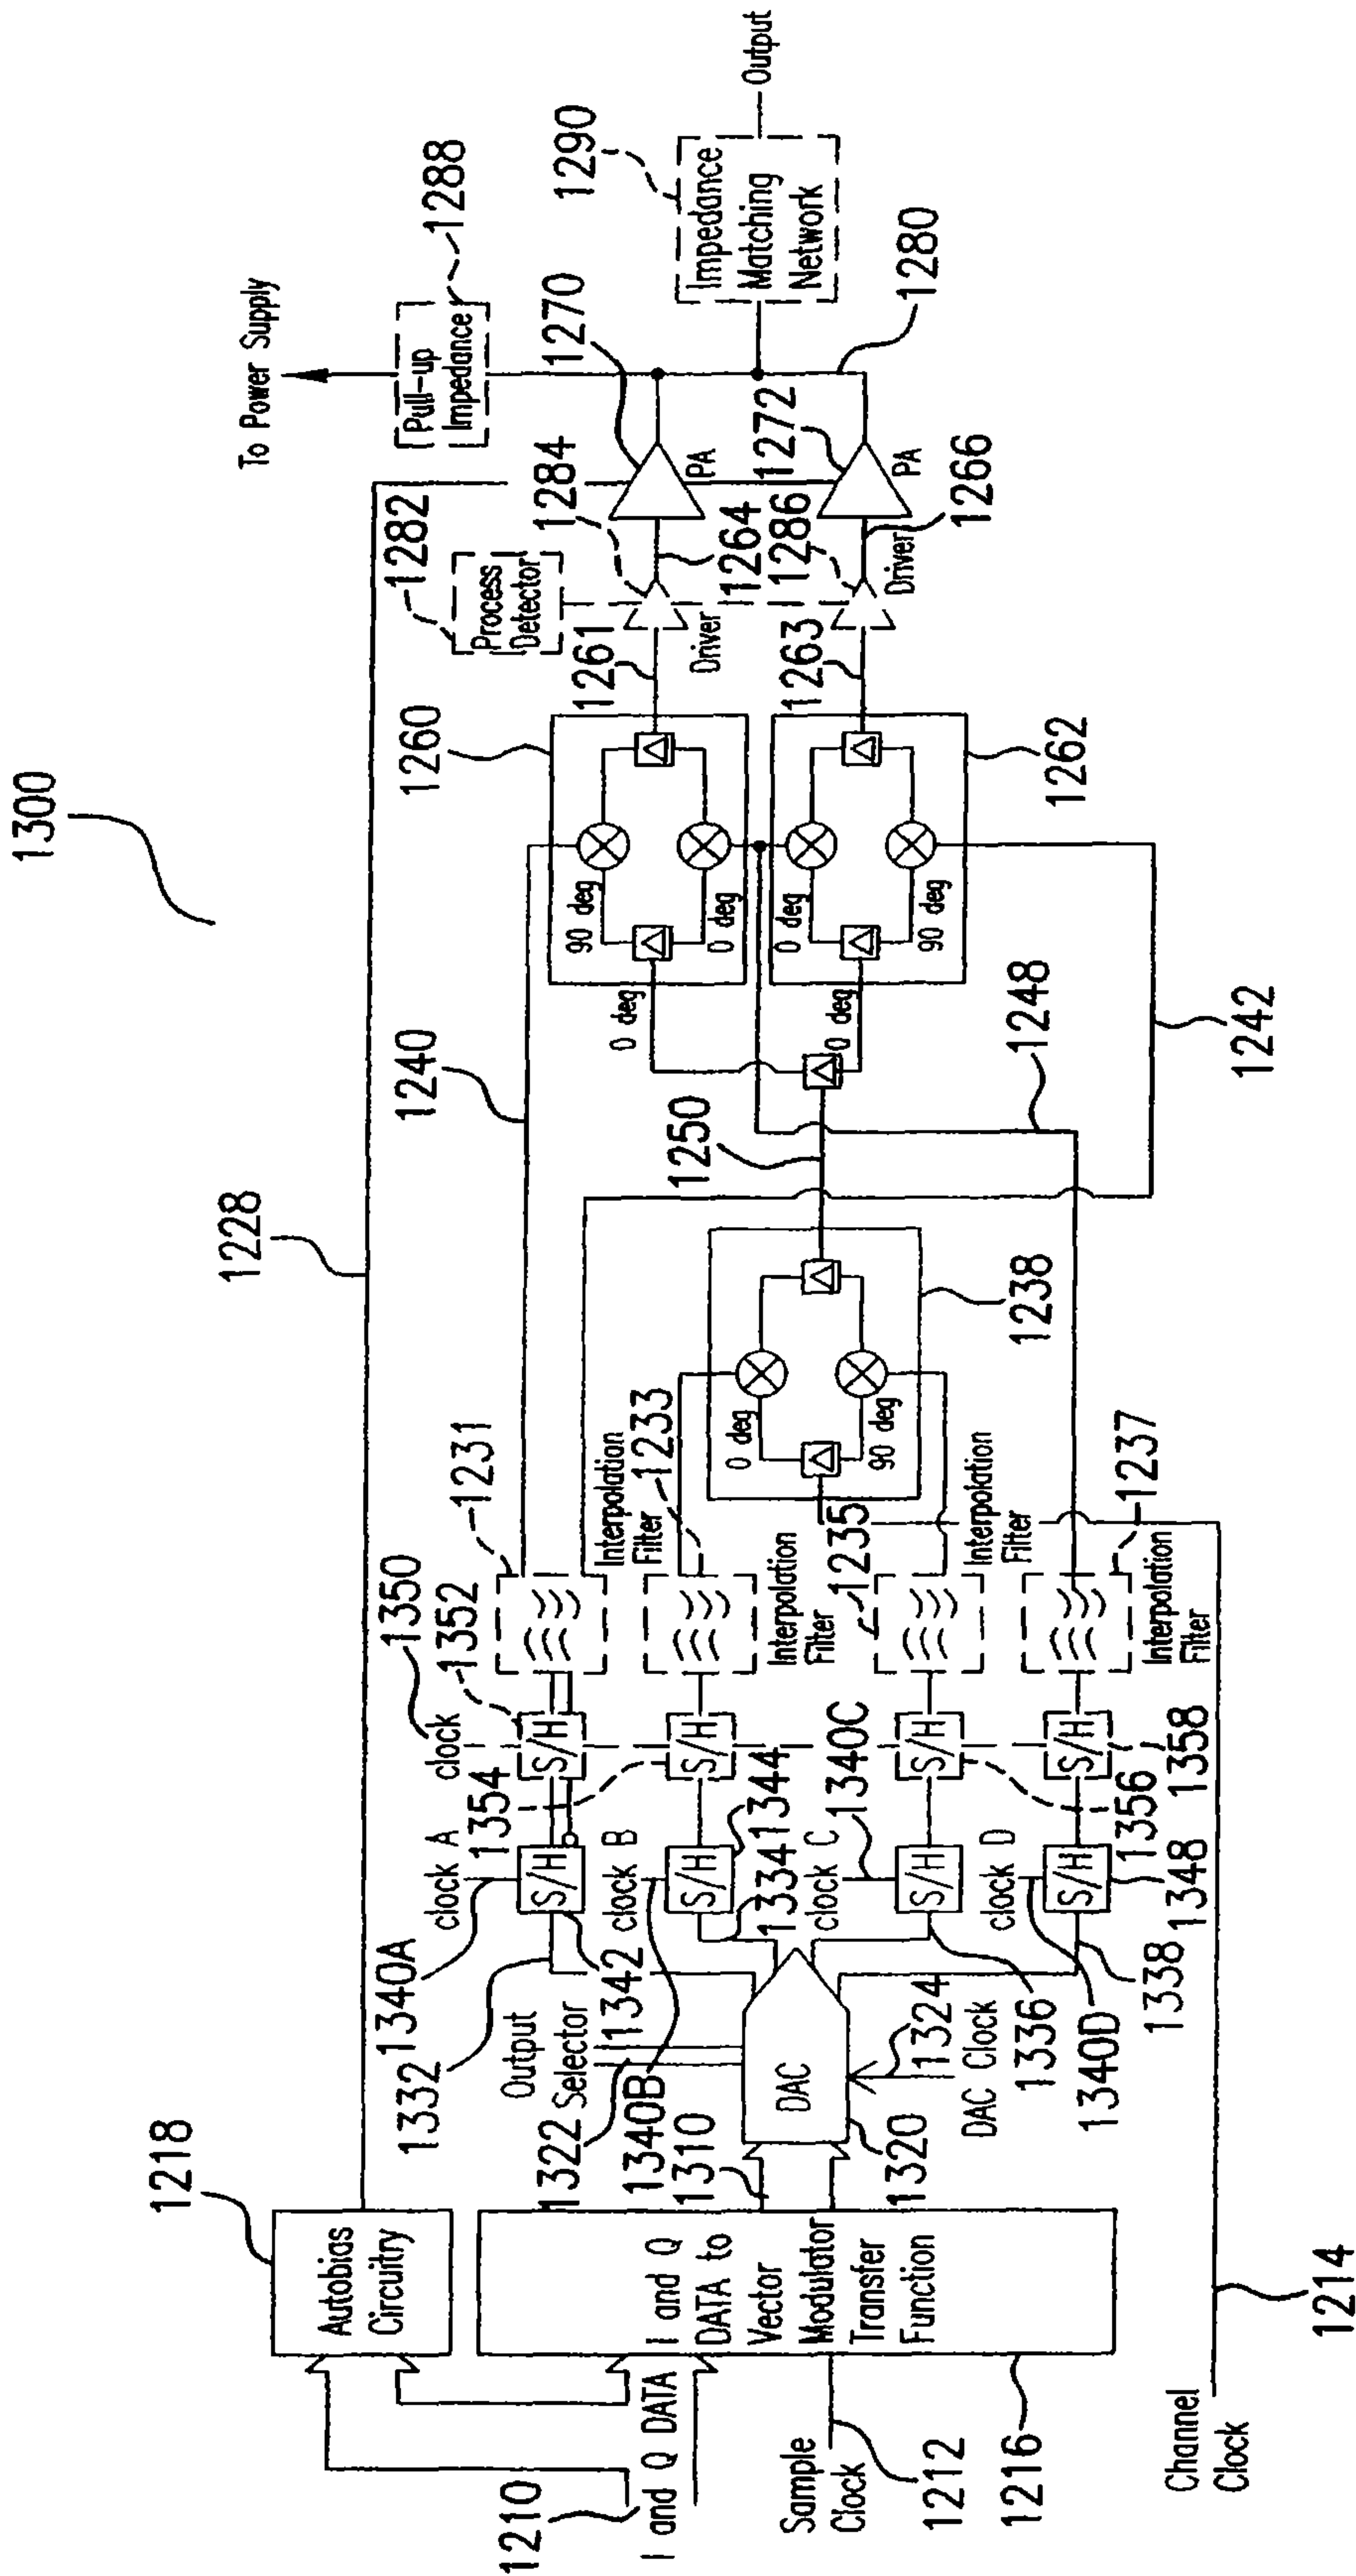 1300
1210
I and Q DATA
Sample
Clock
1212
1216
Channel
Clock
1214
1218
Autobias
Circuitry
I and Q
DATA to
Vector
Modulator
Transfer
Function
1228
1310
1320
DAC
1322
Output
Selector
1324
DAC Clock
1332
1334
1336
1338
1340A
clock A
1340B
clock B
1340C
clock C
1340D
clock D
1342
S/H
1344
S/H
S/H
1348
S/H
1350
clock
1352
S/H
1354
S/H
1356
S/H
1358
S/H
1231
Interpolation
Filter
1233
Interpolation
Filter
1235
Interpolation
Filter
1237
Interpolation
Filter
1238
0 deg
90 deg
1240
1242
1248
1250
0 deg
0 deg
1260
90 deg
0 deg
1262
0 deg
90 deg
1261
1263
1282
Process
Detector
1284
Driver
1286
Driver
1264
1266
1270
PA
1272
PA
To Power Supply
1288
Pull-up
Impedance
1280
1290
Impedance
Matching
Network
Output